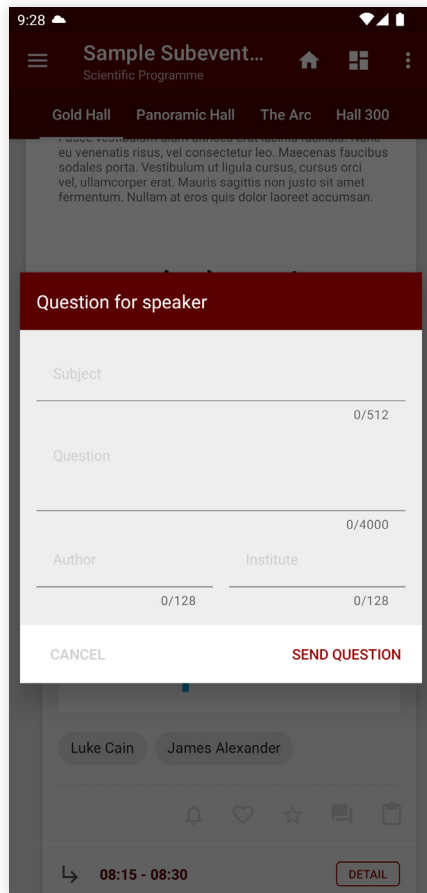 9:28
Sample Subevent...
Scientific Programme
Gold Hall Panoramic Hall The Arc Hall 300
eu venenatis risus, vel consectetur leo. Maecenas faucibus
sodales porta. Vestibulum ut ligula cursus, cursus orci
vel, ullamcorper erat. Mauris sagittis non justo sit amet
fermentum. Nullam at eros quis dolor laoreet accumsan.
Question for speaker
Subject
0/512
Question
0/4000
Author Institute
0/128 0/128
CANCEL SEND QUESTION
Luke Cain James Alexander
08:15 - 08:30 DETAIL